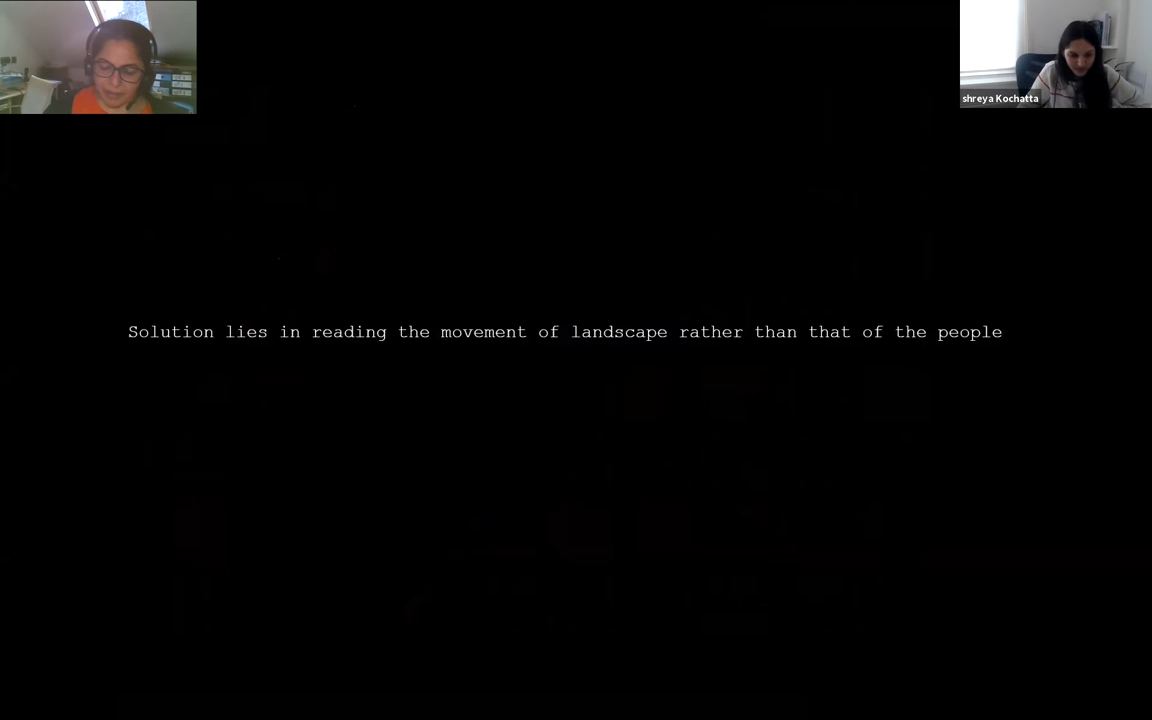 shreya Kochatta
Solution lies in reading the movement of landscape rather than that of the people